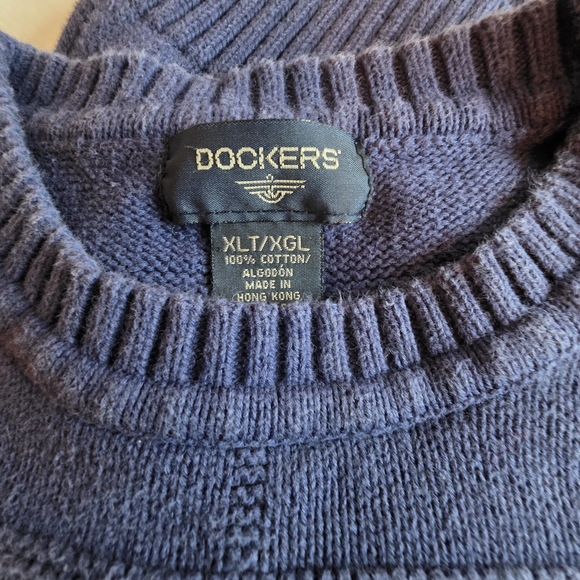 DOCKERS
XLT/XGL
100% COTTON/
ALGODÓN
MADE IN
HONG KONG